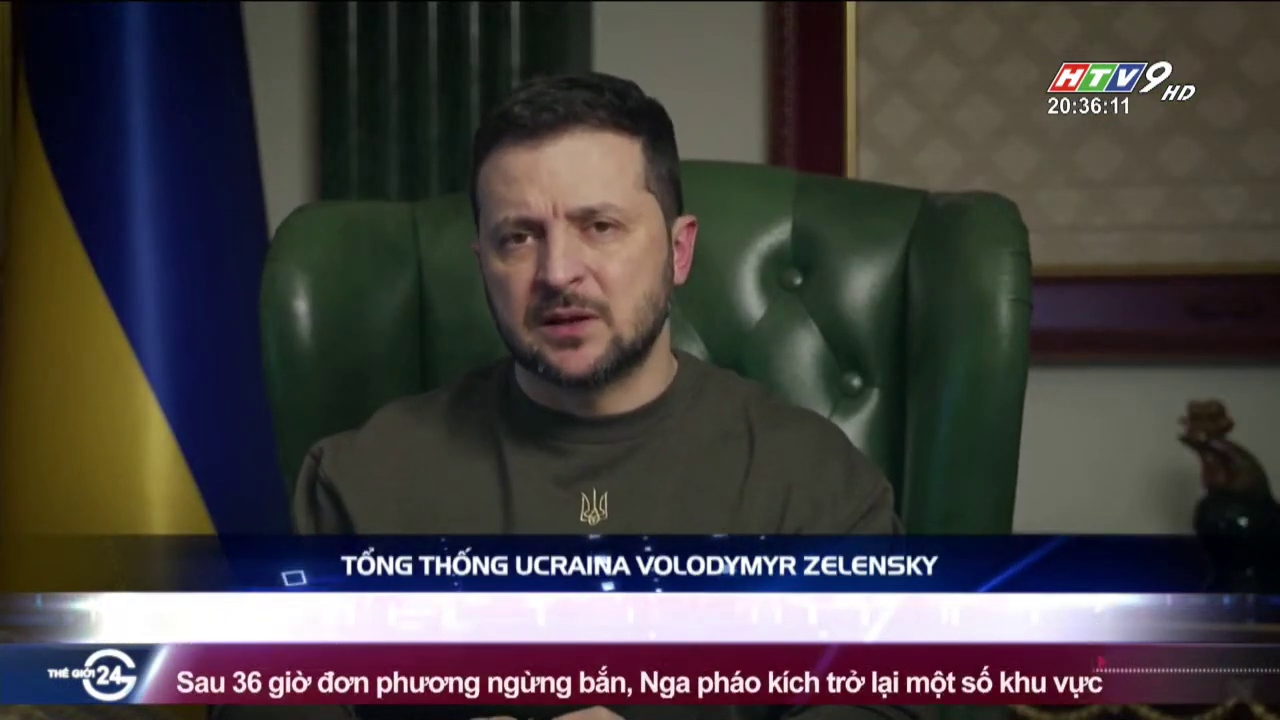 HTV9 HD
20:36:11
TỔNG THỐNG UCRAINA VOLODYMYR ZELENSKY
THẾ GIỚI 24G
Sau 36 giờ đơn phương ngừng bắn, Nga pháo kích trở lại một số khu vực